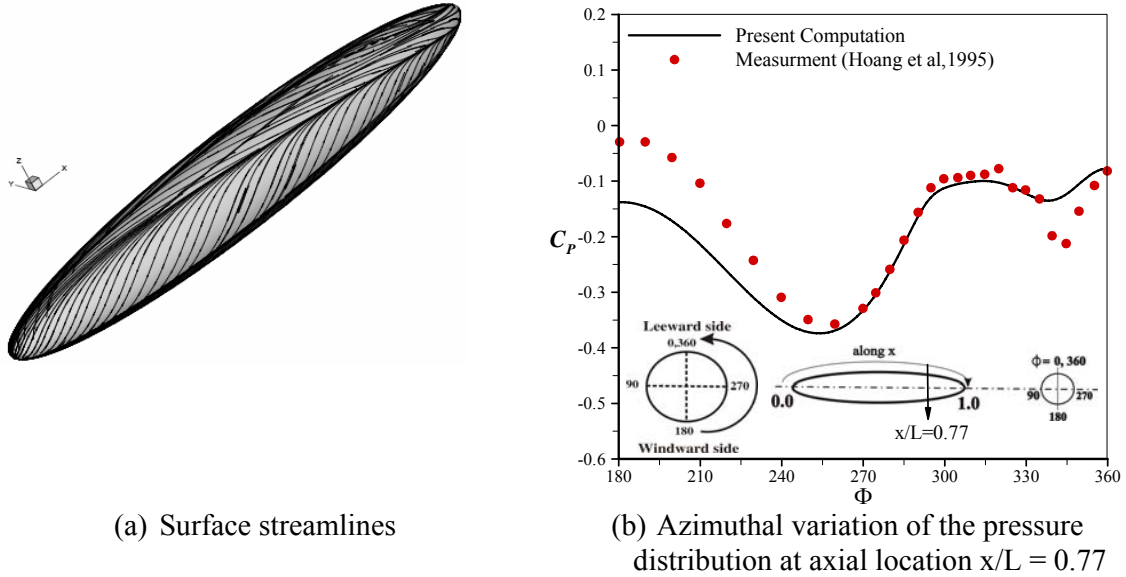 Z
Y
X
0.2
0.1
0
-0.1
-0.2
-0.3
-0.4
-0.5
-0.6
C_P
Present Computation
Measurment (Hoang et al,1995)
Leeward side
0,360
90
270
180
Windward side
along x
0.0
1.0
x/L=0.77
ϕ= 0, 360
90
270
180
180 210 240 270 300 330 360
Φ
(a) Surface streamlines
(b) Azimuthal variation of the pressure
distribution at axial location x/L = 0.77